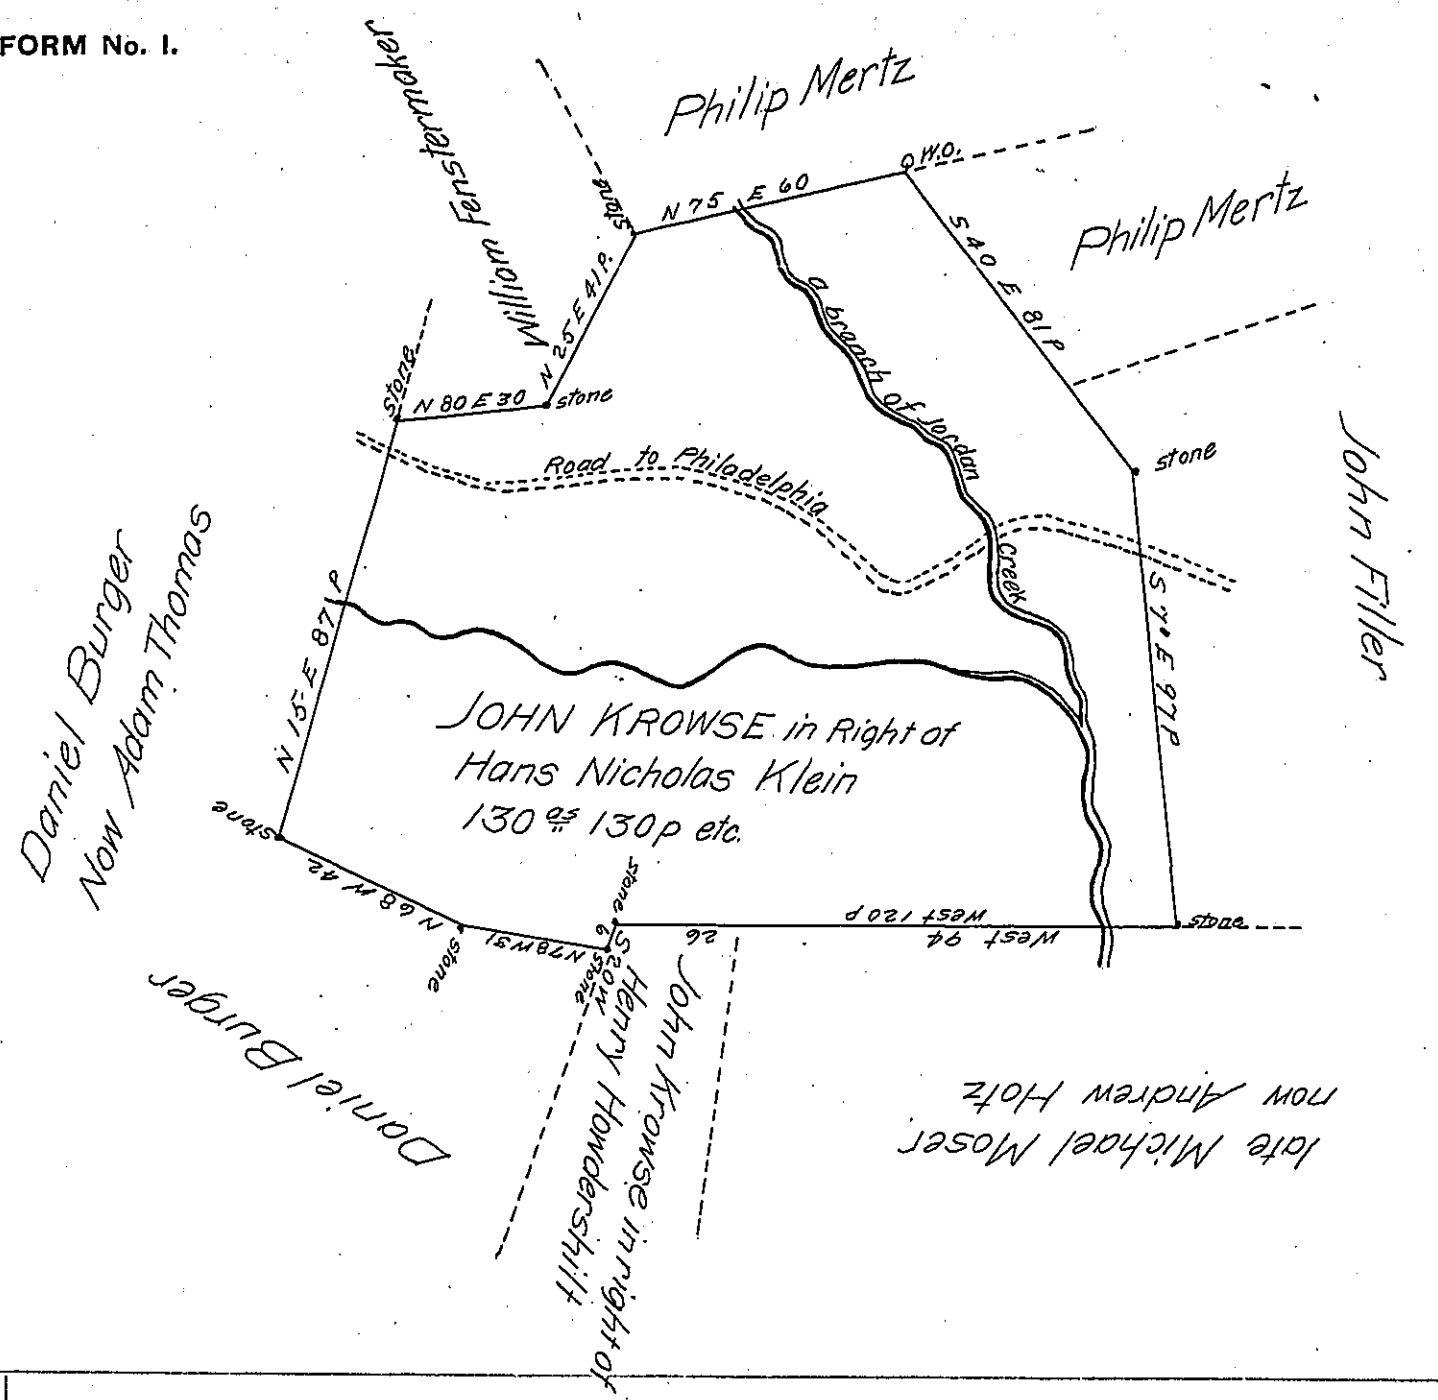 FORM No. 1.
William Fenstermaker
Philip Mertz
Philip Mertz
stone
N 75 E 60
W.O.
S 40 E 81 P
N 25 E 41 P.
stone
N 80 E 30
stone
a branch of Jordan Creek
Road to Philadelphia
stone
John Filler
S 7° E 97 P
Daniel Burger
Now Adam Thomas
N 15 E 87 P
JOHN KROWSE in Right of
Hans Nicholas Klein
130 as 130 p etc.
stone
N 68 W 42
stone
N 78 W 31
stone
S 20 W 6
stone
26
West 120 p
West 94
stone
Daniel Burger
John Krowse in right of
Henry Howdershilt
late Michael Moser
now Andrew Hotz